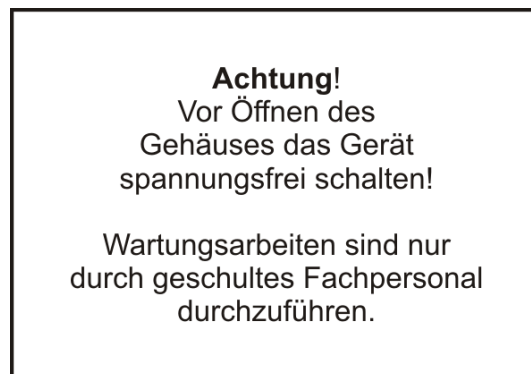 Achtung!
Vor Öffnen des
Gehäuses das Gerät
spannungsfrei schalten!
Wartungsarbeiten sind nur
durch geschultes Fachpersonal
durchzuführen.